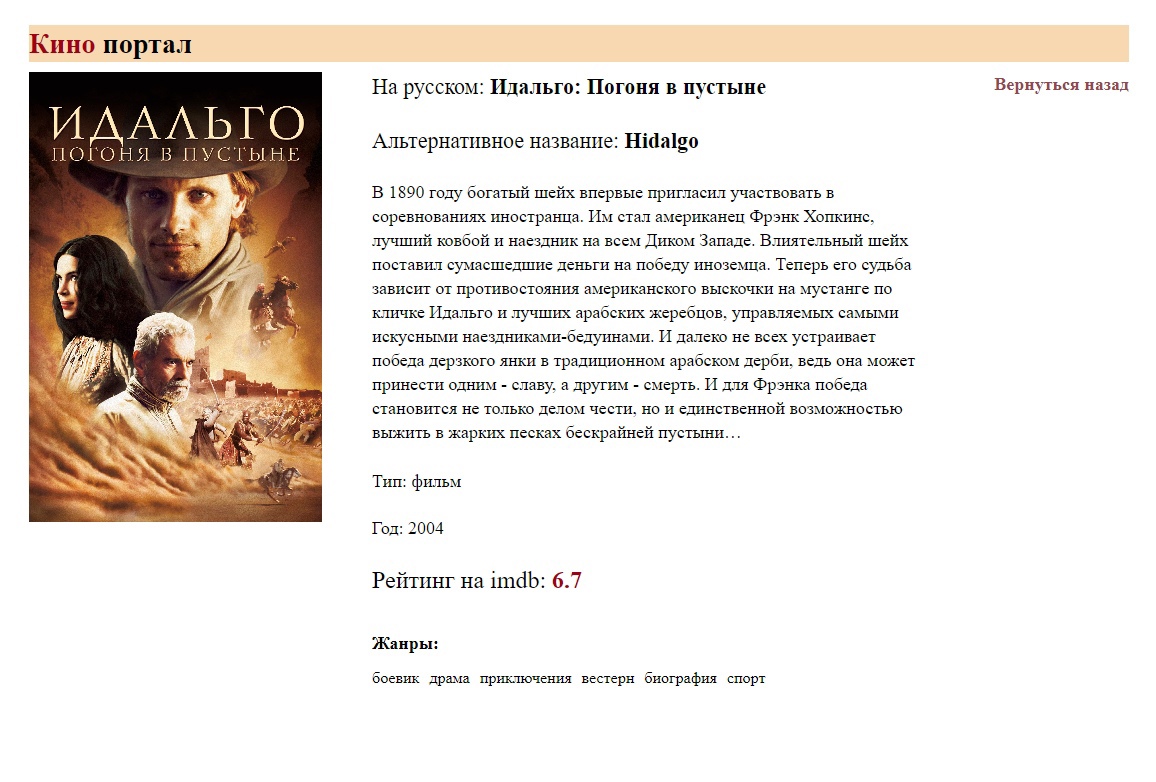 Кино портал
ИДАЛЬГО
ПОГОНЯ В ПУСТЫНЕ
На русском: Идальго: Погоня в пустыне
Вернуться назад
Альтернативное название: Hidalgo
В 1890 году богатый шейх впервые пригласил участвовать в
соревнованиях иностранца. Им стал американец Фрэнк Хопкинс,
лучший ковбой и наездник на всем Диком Западе. Влиятельный шейх
поставил сумасшедшие деньги на победу иноземца. Теперь его судьба
зависит от противостояния американского выскочки на мустанге по
кличке Идальго и лучших арабских жеребцов, управляемых самыми
искусными наездниками-бедуинами. И далеко не всех устраивает
победа дерзкого янки в традиционном арабском дерби, ведь она может
принести одним - славу, а другим - смерть. И для Фрэнка победа
становится не только делом чести, но и единственной возможностью
выжить в жарких песках бескрайней пустыни…
Тип: фильм
Год: 2004
Рейтинг на imdb: 6.7
Жанры:
боевик драма приключения вестерн биография спорт